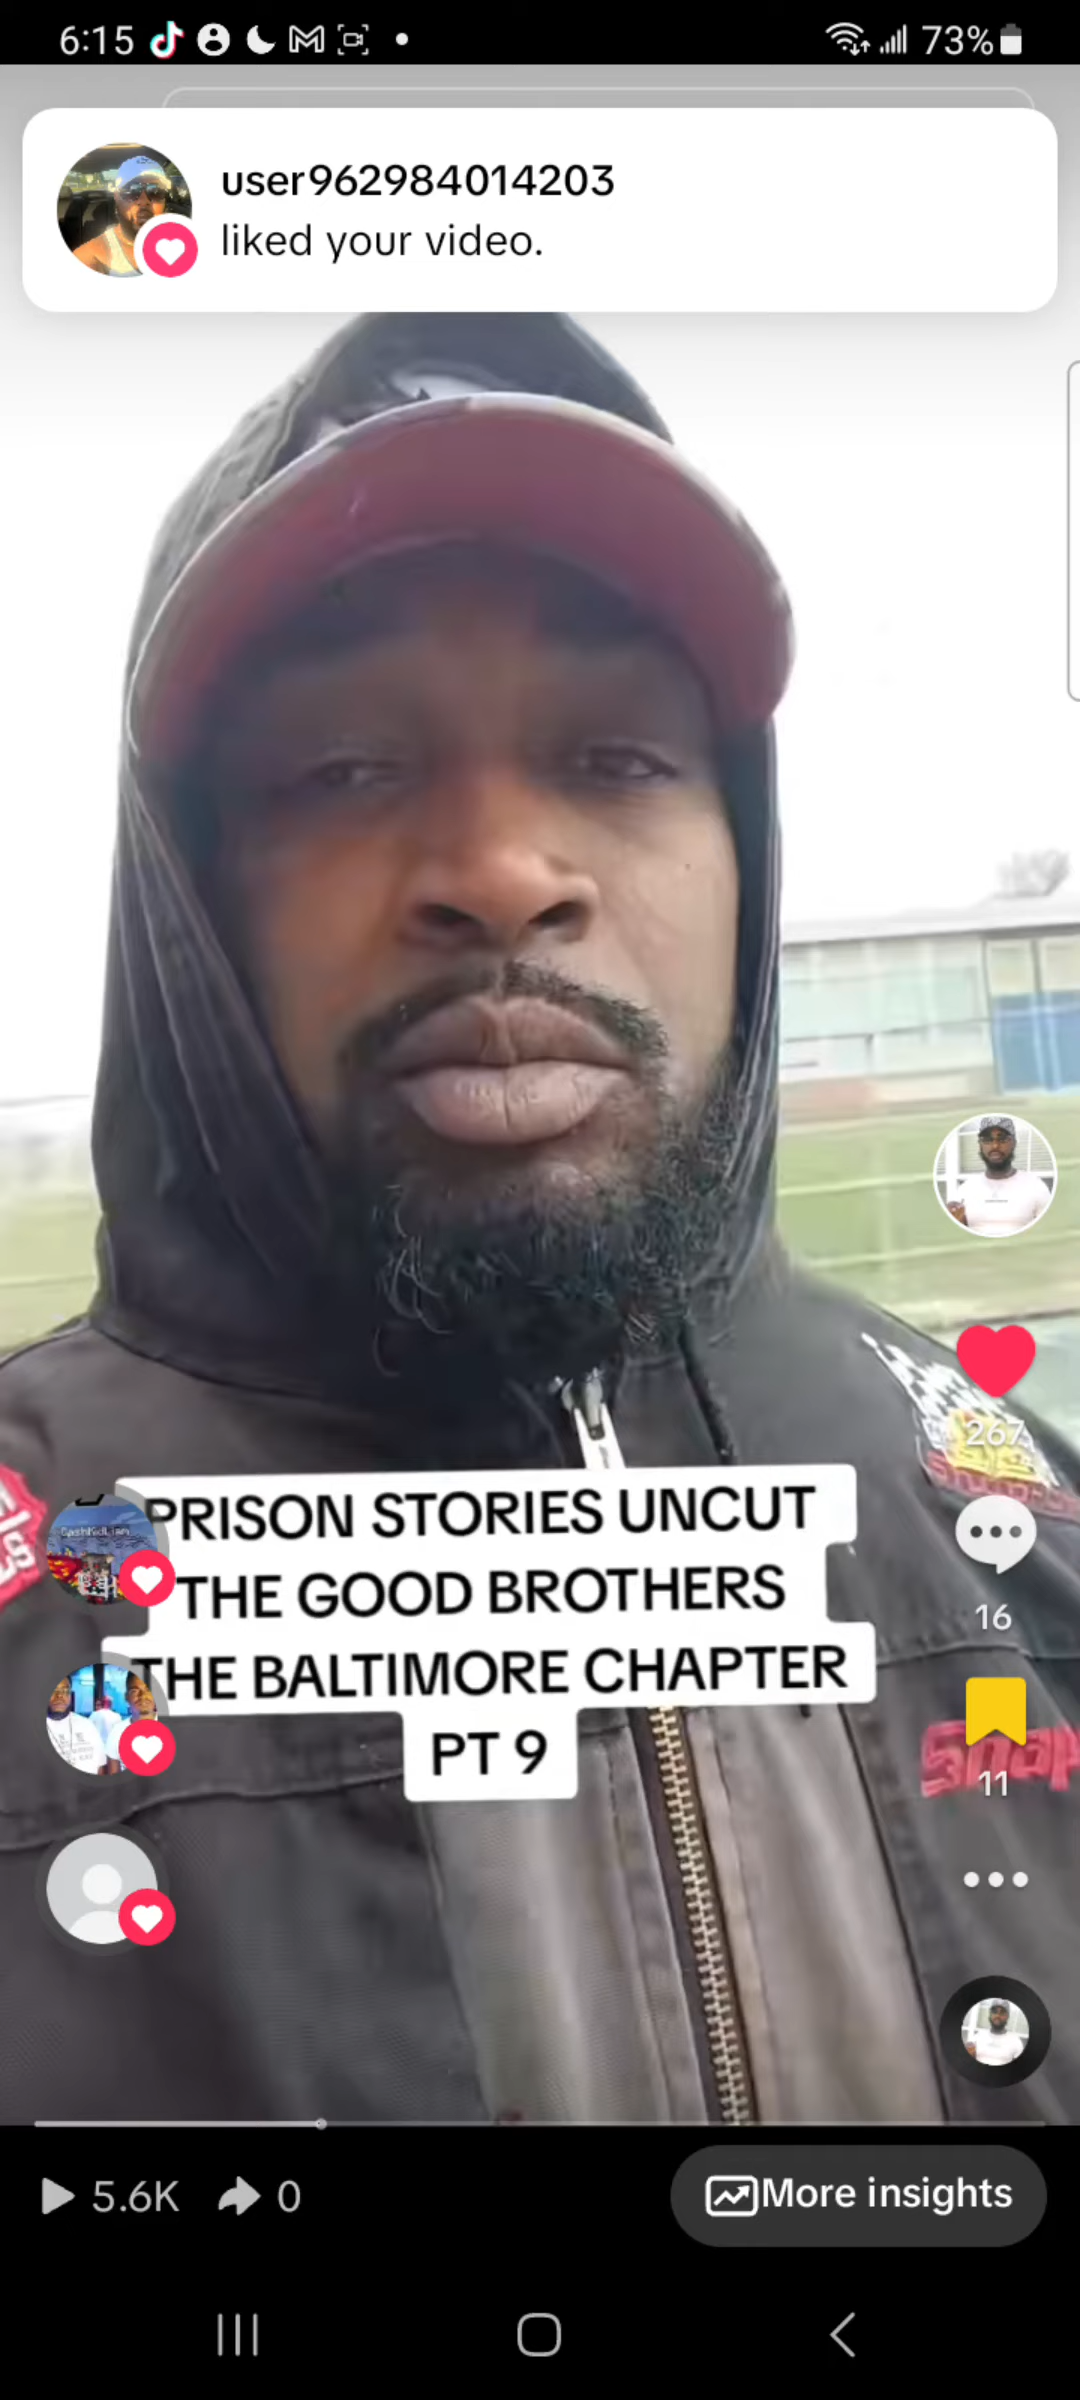 6:15
73%
user962984014203
liked your video.
267
PRISON STORIES UNCUT
THE GOOD BROTHERS
THE BALTIMORE CHAPTER
PT 9
16
11
5.6K
0
More insights